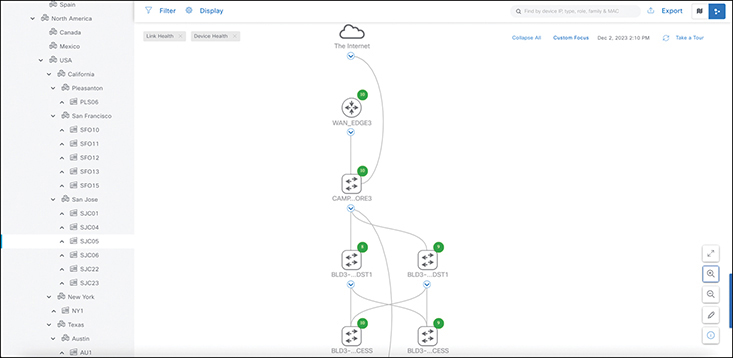 Spain
North America
Canada
Mexico
USA
California
Pleasanton
PLS06
San Francisco
SFO10
SFO11
SFO12
SFO13
SFO15
San Jose
SJC01
SJC04
SJC05
SJC06
SJC22
SJC23
New York
NY1
Texas
Austin
AU1
Filter
Display
Find by device IP, type, role, family & MAC
Export
Link Health ×
Device Health ×
Collapse All
Custom Focus
Dec 2, 2023 2:10 PM
Take a Tour
The Internet
10
WAN_EDGE3
10
CAMP...ORE3
9
BLD3-...DST1
BLD3-...DST1
10
9
BLD3-...CESS
BLD3-...CESS